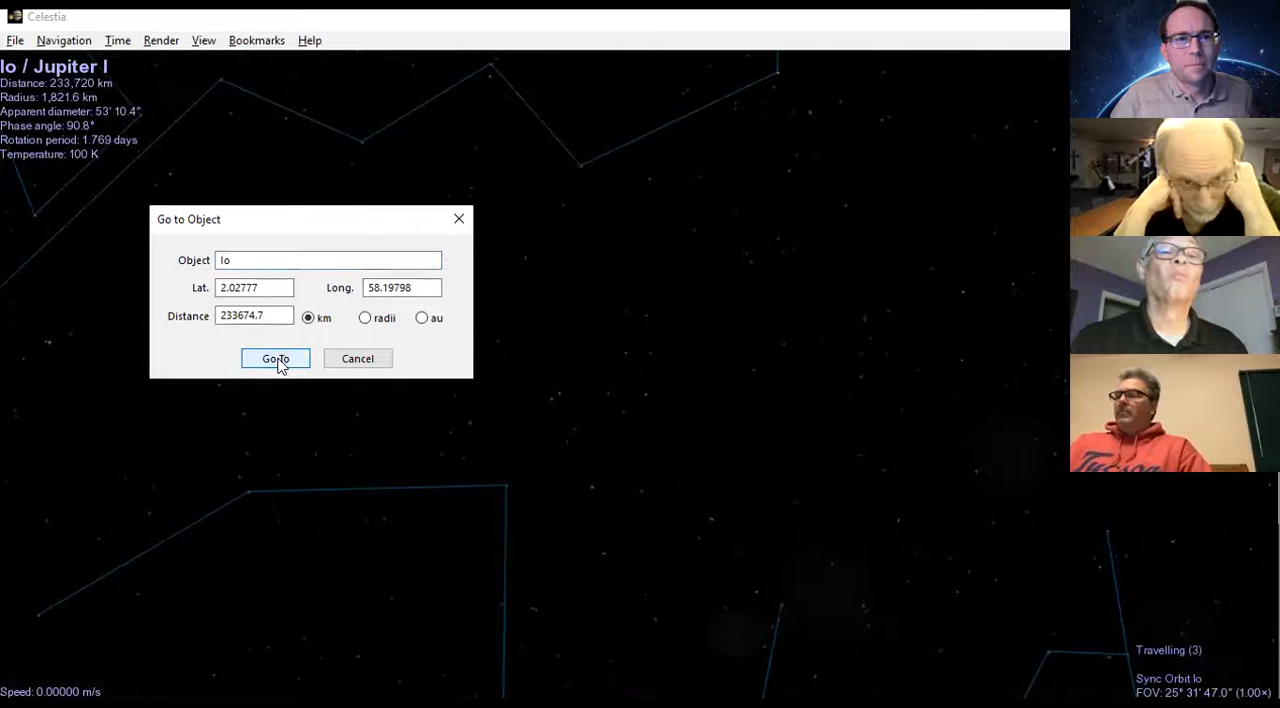 Celestia
File Navigation Time Render View Bookmarks Help
Io / Jupiter I
Distance: 233,720 km
Radius: 1,821.6 km
Apparent diameter: 53' 10.4"
Phase angle: 90.8°
Rotation period: 1.769 days
Temperature: 100 K
Go to Object
Object Io
Lat. 2.02777 Long. 58.19798
Distance 233674.7 km radii au
Go To Cancel
Tucson
Travelling (3)
Sync Orbit Io
Speed: 0.00000 m/s
FOV: 25° 31' 47.0" (1.00×)